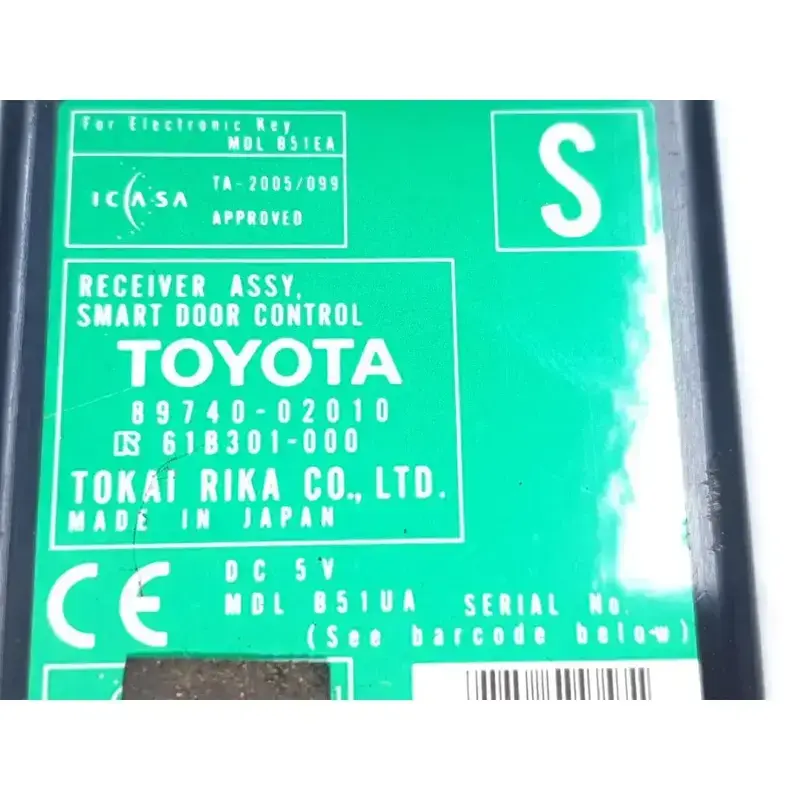 For Electronic Key
MDL B51EA
ICASA
TA-2005/099
APPROVED
S
RECEIVER ASSY,
SMART DOOR CONTROL
TOYOTA
89740-02010
R 61B301-000
TOKAI RIKA CO., LTD.
MADE IN JAPAN
CE
DC 5V
MDL B51UA SERIAL No.
(See barcode below)